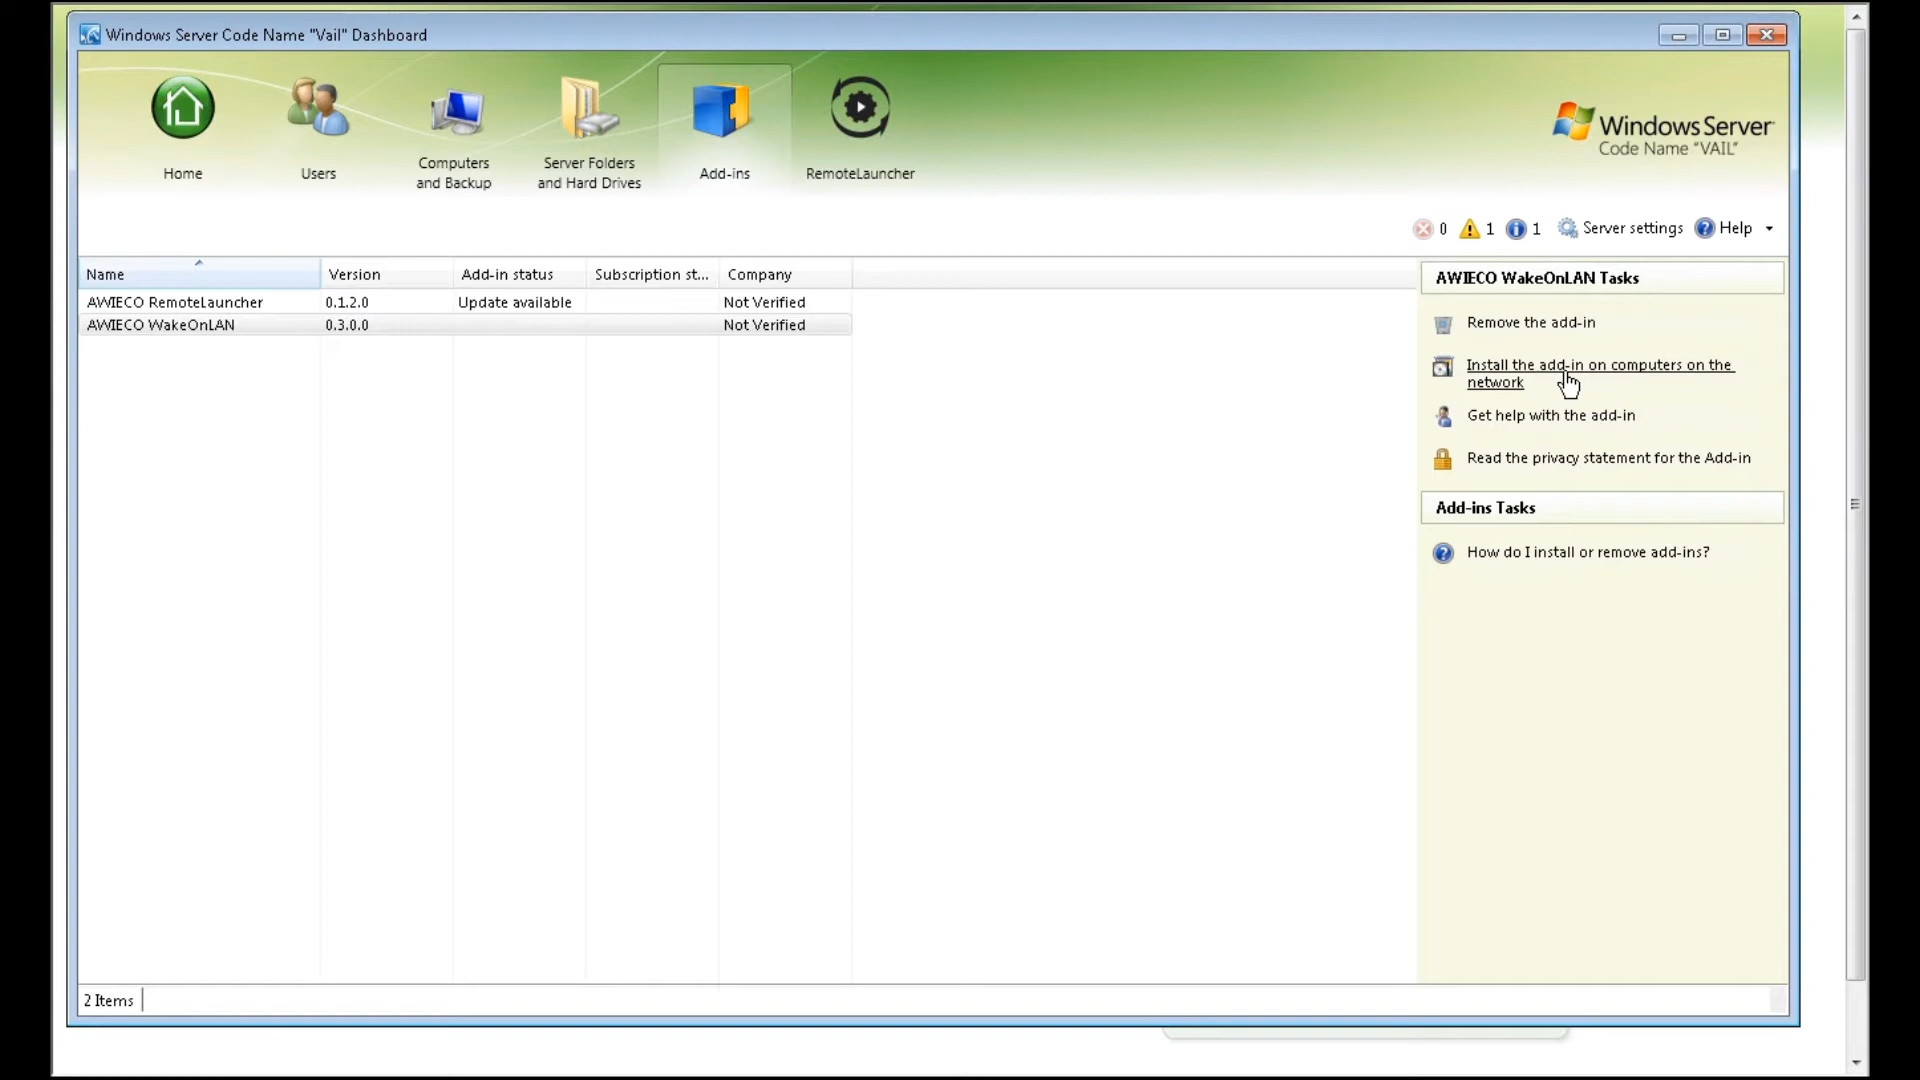 Windows Server Code Name "Vail" Dashboard
Home
Users
Computers
and Backup
Server Folders
and Hard Drives
Add-ins
RemoteLauncher
Windows Server
Code Name "VAIL"
0 1 1 Server settings Help
Name Version Add-in status Subscription st... Company
AWIECO RemoteLauncher 0.1.2.0 Update available Not Verified
AWIECO WakeOnLAN 0.3.0.0 Not Verified
AWIECO WakeOnLAN Tasks
Remove the add-in
Install the add-in on computers on the
network
Get help with the add-in
Read the privacy statement for the Add-in
Add-ins Tasks
How do I install or remove add-ins?
2 Items